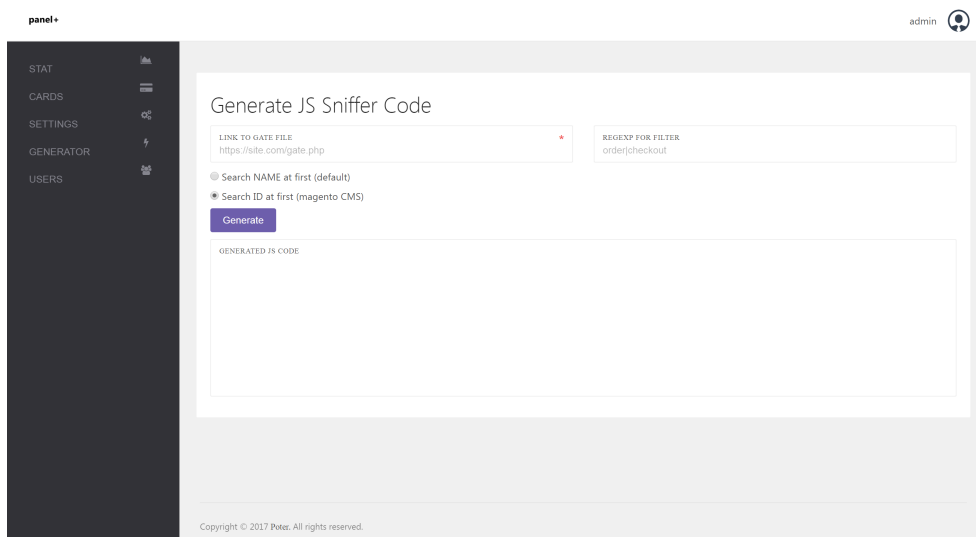 panel+
admin
STAT
CARDS
SETTINGS
GENERATOR
USERS
Generate JS Sniffer Code
LINK TO GATE FILE *
https://site.com/gate.php
REGEXP FOR FILTER
order|checkout
Search NAME at first (default)
Search ID at first (magento CMS)
Generate
GENERATED JS CODE
Copyright © 2017 Poter. All rights reserved.